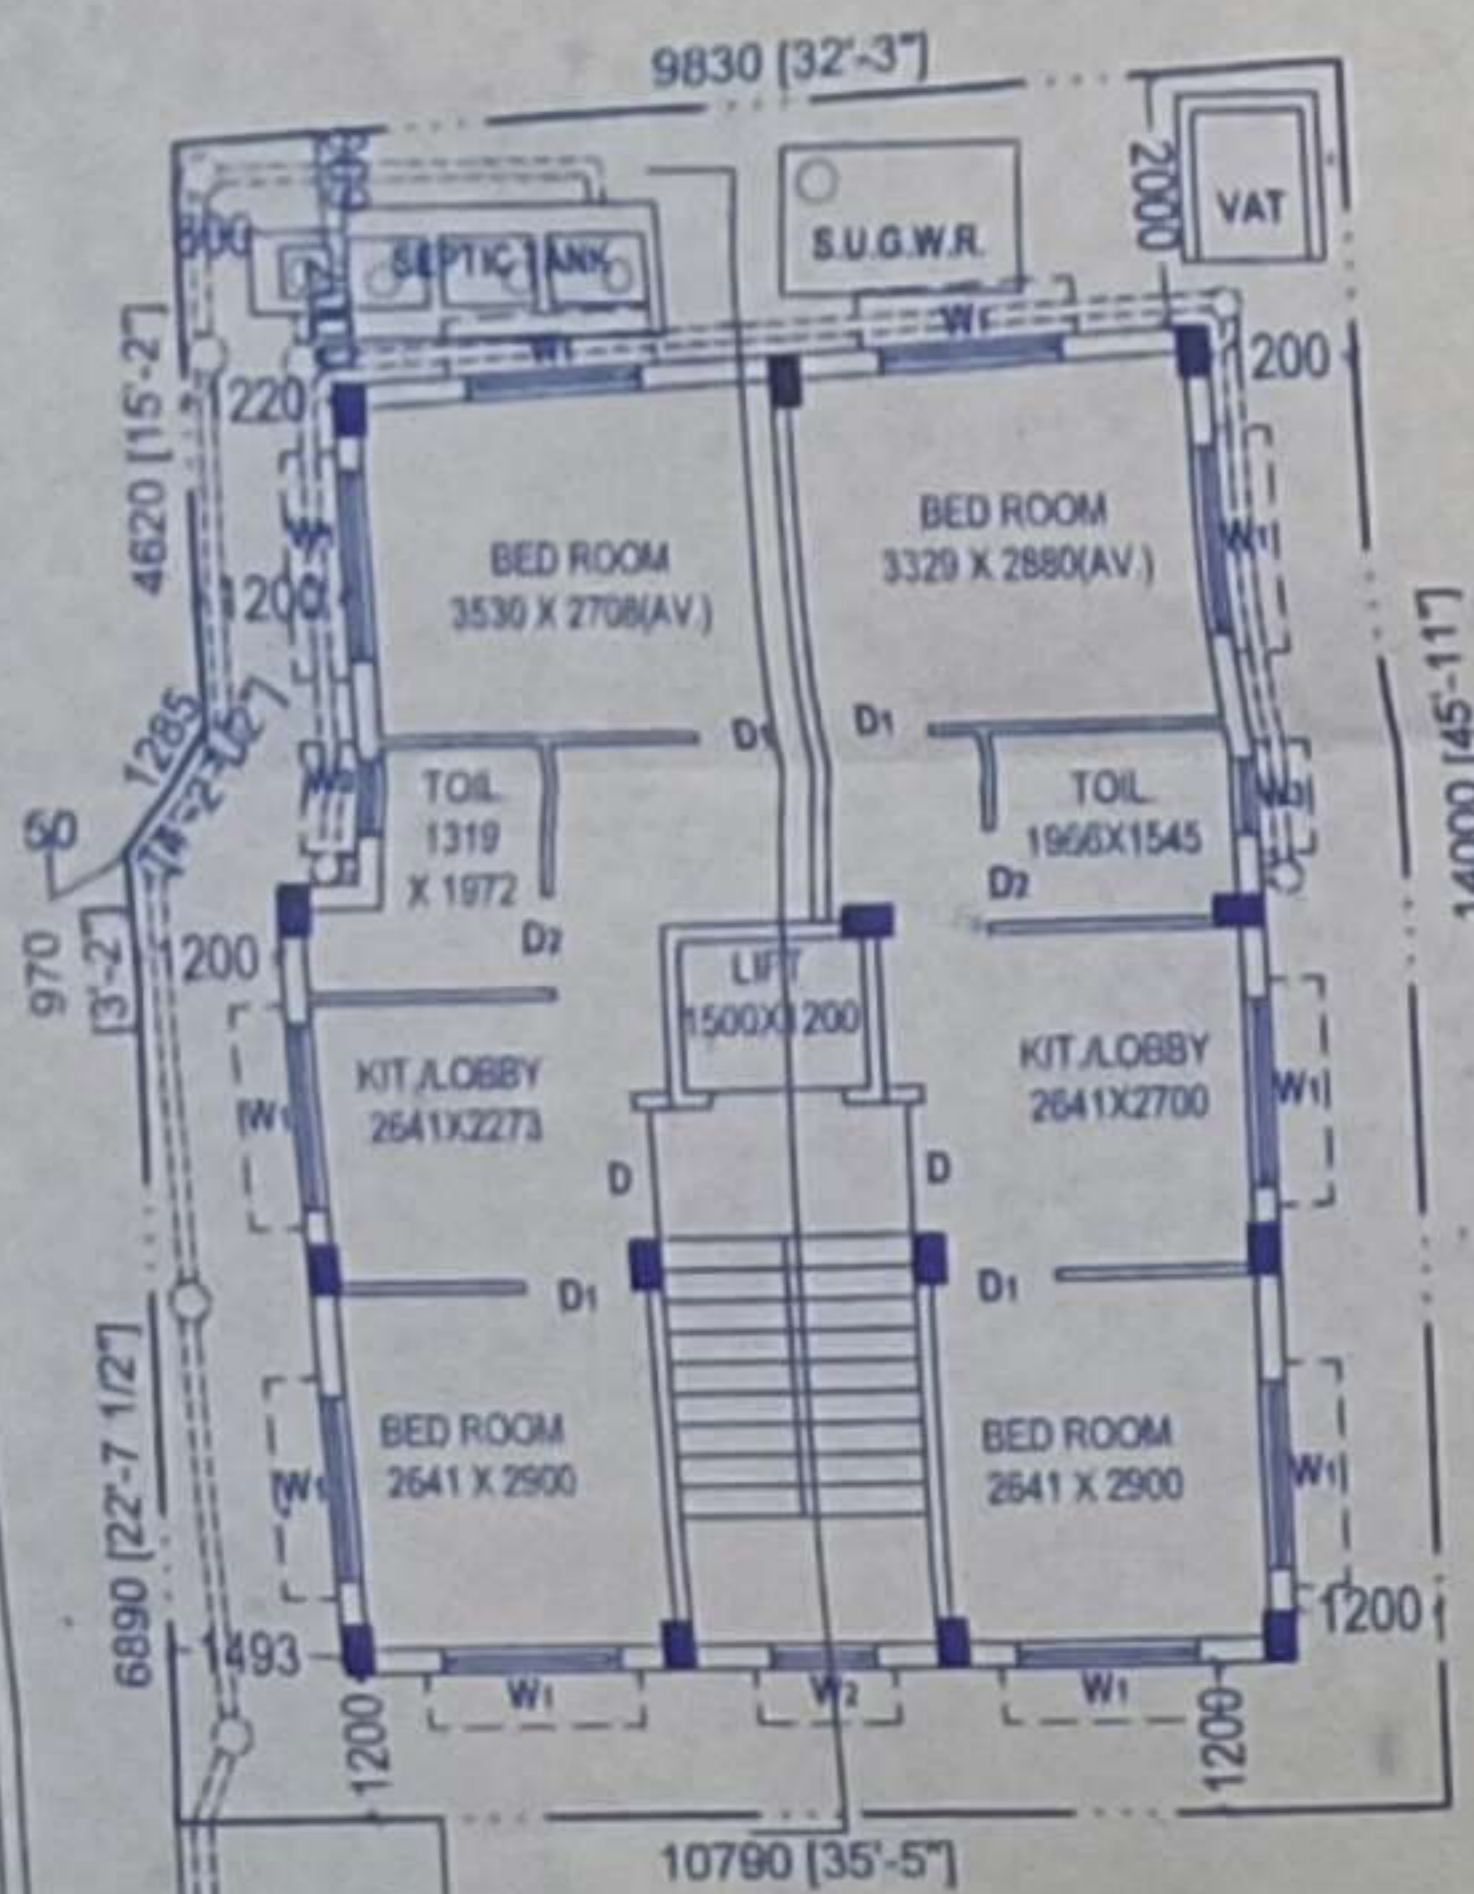 9830 [32'-3"]
2000
VAT
S.U.G.W.R.
SEPTIC TANK
W1
W1
220
200
4620 [15'-2"]
BED ROOM
3329 X 2880(AV.)
BED ROOM
3530 X 2708(AV.)
W1
1200
14000 [45'-11"]
1285
D1
D1
TOIL.
1319
X 1972
TOIL.
1966X1545
50
D2
D2
970
[3'-2"]
200
LIFT
1500X1200
KIT./LOBBY
2641X2273
KIT./LOBBY
2641X2700
W1
W1
D
D
D1
D1
6890 [22'-7 1/2"]
BED ROOM
2641 X 2900
BED ROOM
2641 X 2900
W1
W1
1200
1493
W1
W2
W1
1200
1200
10790 [35'-5"]